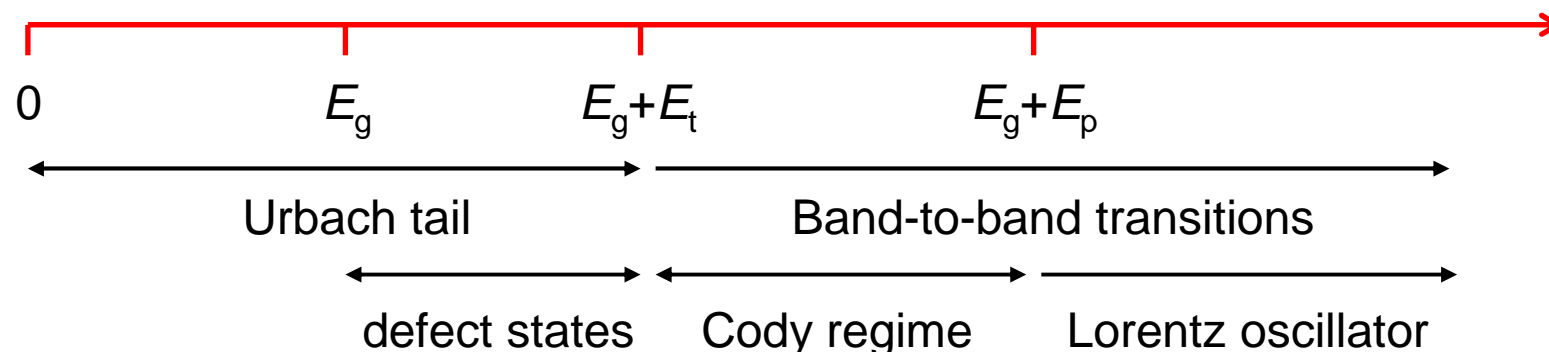 0 Eg Eg+Et Eg+Ep
Urbach tail Band-to-band transitions
defect states Cody regime Lorentz oscillator